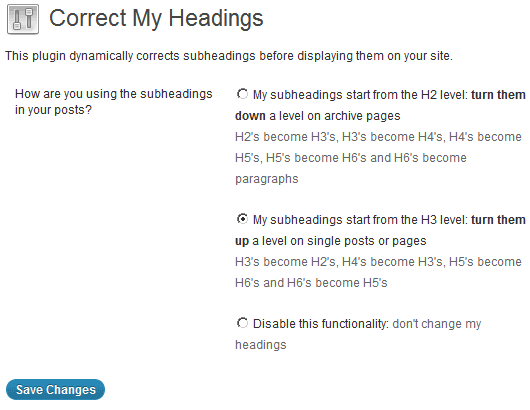 Correct My Headings
This plugin dynamically corrects subheadings before displaying them on your site.
How are you using the subheadings
in your posts?
My subheadings start from the H2 level: turn them
down a level on archive pages
H2's become H3's, H3's become H4's, H4's become
H5's, H5's become H6's and H6's become
paragraphs
My subheadings start from the H3 level: turn them
up a level on single posts or pages
H3's become H2's, H4's become H3's, H5's become
H6's and H6's become H5's
Disable this functionality: don't change my
headings
Save Changes